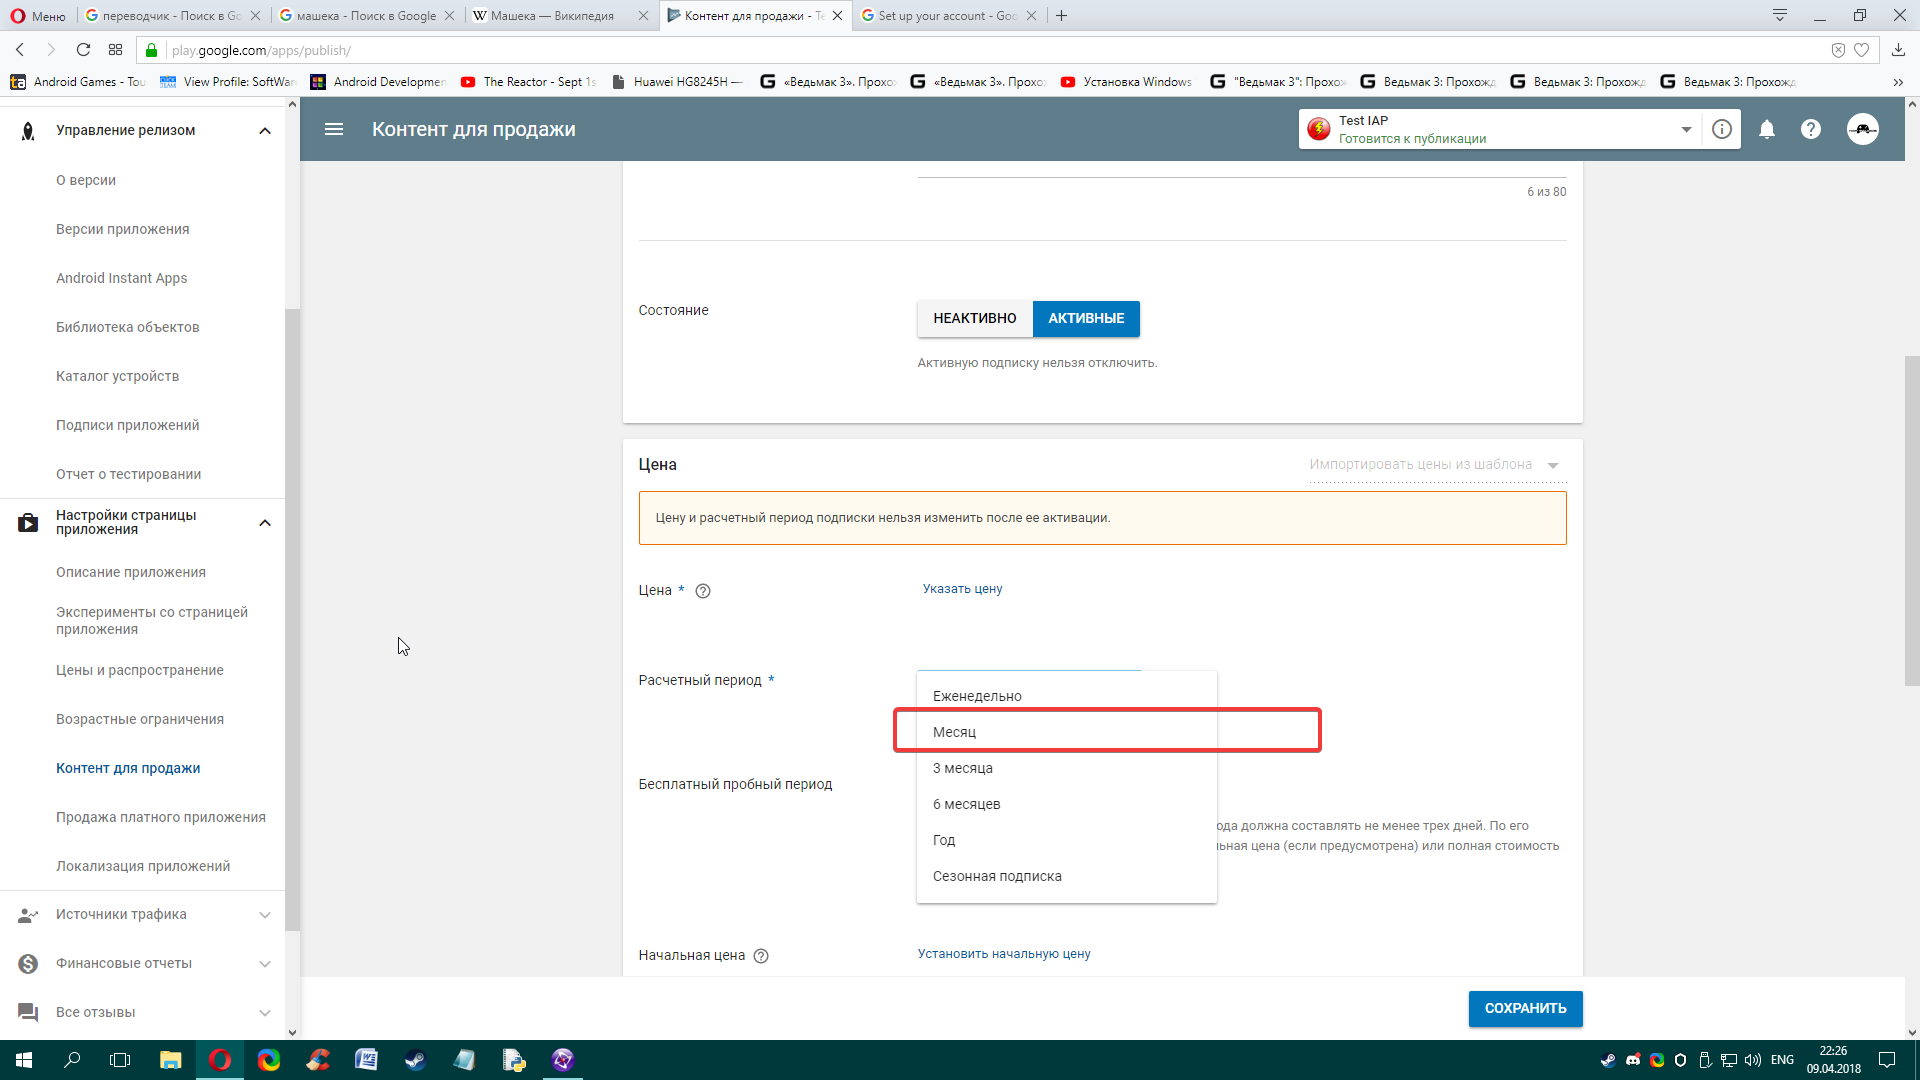 Меню
переводчик - Поиск в Go
машека - Поиск в Google
Машека — Википедия
Контент для продажи - Te
Set up your account - Goo
play.google.com/apps/publish/
Android Games - Tou
View Profile: SoftWare
Android Developmen
The Reactor - Sept 1s
Huawei HG8245H —
«Ведьмак 3». Прохо
«Ведьмак 3». Прохо
Установка Windows
"Ведьмак 3": Прохо
Ведьмак 3: Прохожд
Ведьмак 3: Прохожд
Ведьмак 3: Прохожд
Управление релизом
О версии
Версии приложения
Android Instant Apps
Библиотека объектов
Каталог устройств
Подписи приложений
Отчет о тестировании
Настройки страницы
приложения
Описание приложения
Эксперименты со страницей
приложения
Цены и распространение
Возрастные ограничения
Контент для продажи
Продажа платного приложения
Локализация приложений
Источники трафика
Финансовые отчеты
Все отзывы
Контент для продажи
Test IAP
Готовится к публикации
6 из 80
Состояние
НЕАКТИВНО
АКТИВНЫЕ
Активную подписку нельзя отключить.
Цена
Импортировать цены из шаблона
Цену и расчетный период подписки нельзя изменить после ее активации.
Цена *
Указать цену
Расчетный период *
Еженедельно
Месяц
3 месяца
6 месяцев
Год
Сезонная подписка
Бесплатный пробный период
ода должна составлять не менее трех дней. По его
льная цена (если предусмотрена) или полная стоимость
Начальная цена
Установить начальную цену
СОХРАНИТЬ
ENG
22:26
09.04.2018